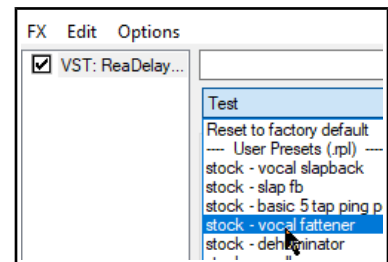 FX Edit Options
VST: ReaDelay...
Test
Reset to factory default
---- User Presets (.rpl) ----
stock - vocal slapback
stock - slap fb
stock - basic 5 tap ping p
stock - vocal fattener
stock - dehuminator